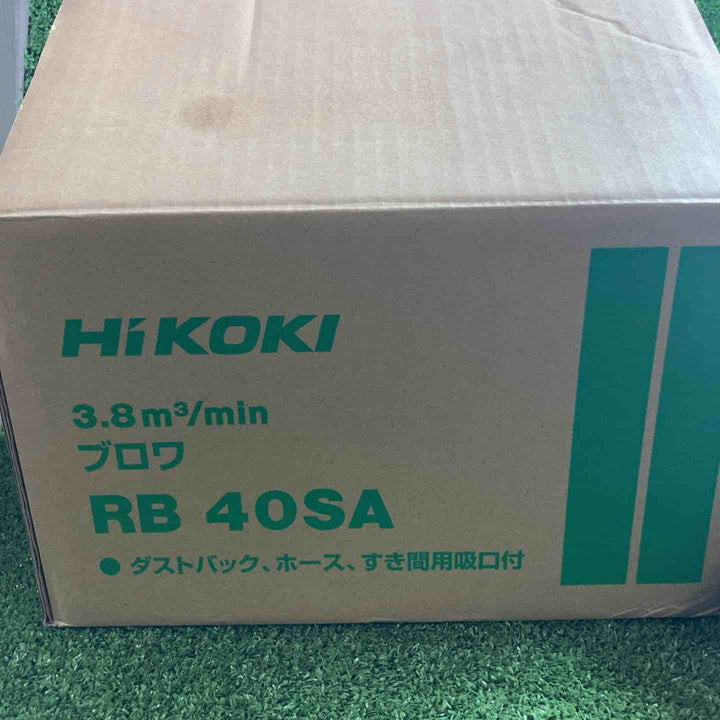 HiKOKI
3.8m³/min
ブロワ
RB 40SA
● ダストバック、ホース、すき間用吸口付